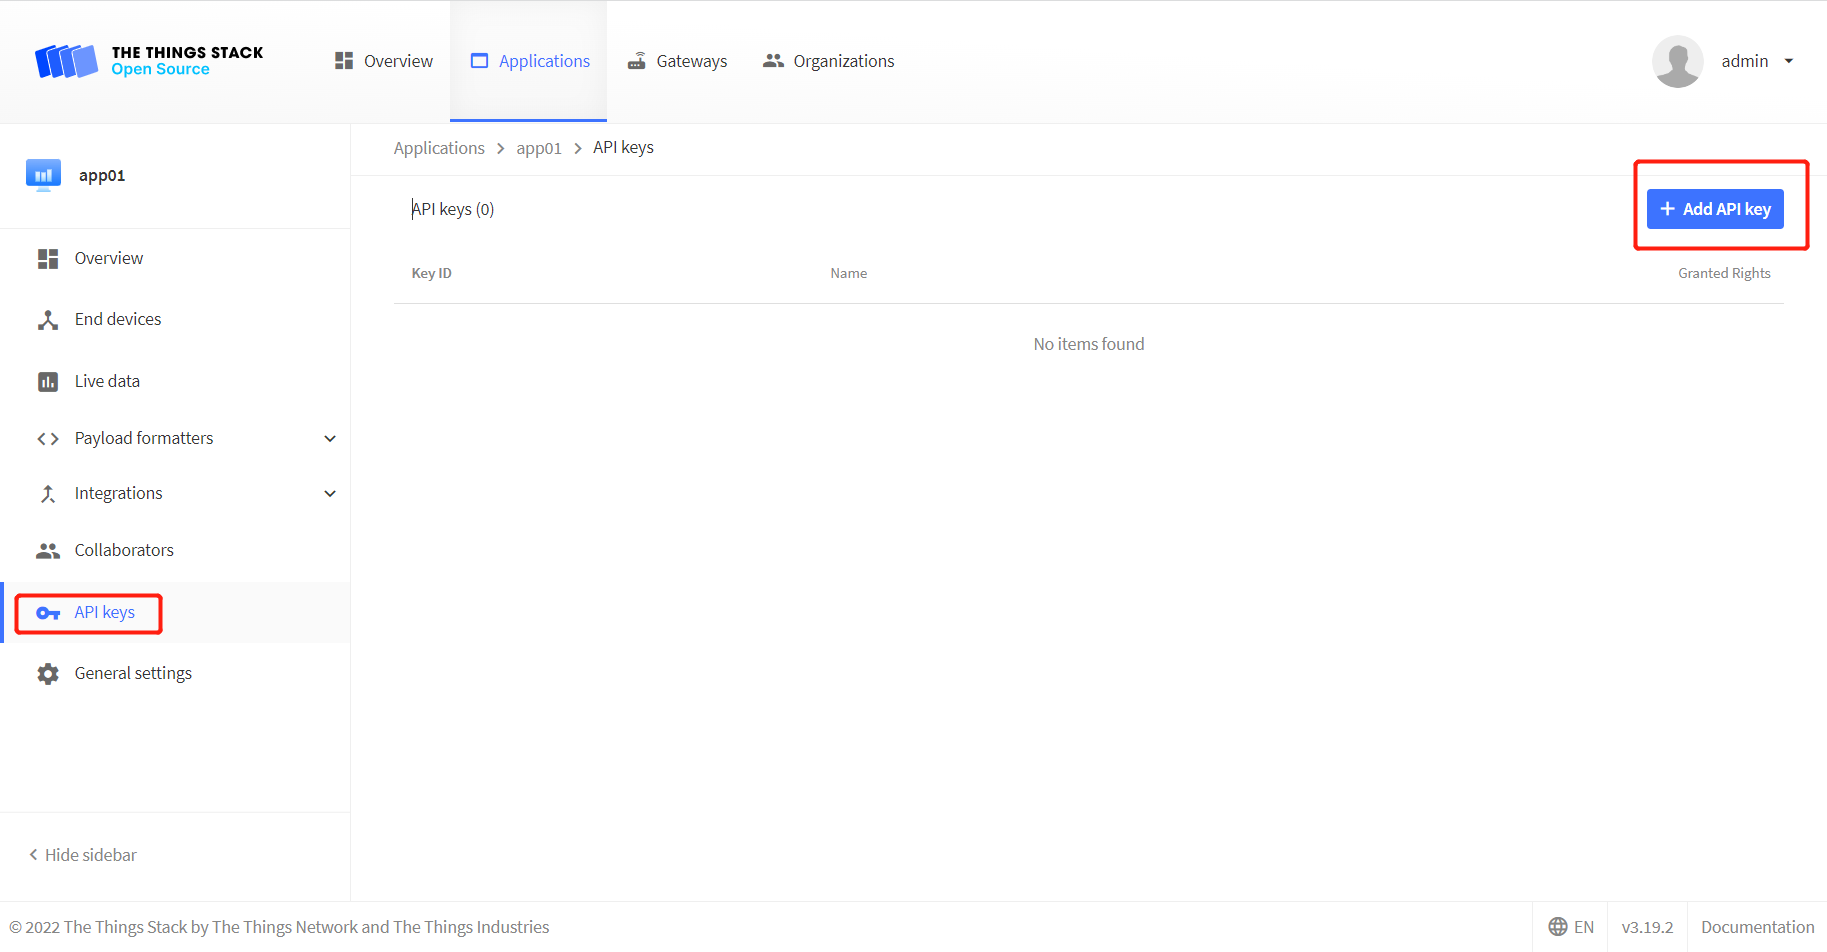 THE THINGS STACK
Open Source
Overview
Applications
Gateways
Organizations
admin
app01
Overview
End devices
Live data
Payload formatters
Integrations
Collaborators
API keys
General settings
Hide sidebar
Applications > app01 > API keys
API keys (0)
+ Add API key
Key ID
Name
Granted Rights
No items found
© 2022 The Things Stack by The Things Network and The Things Industries
EN
v3.19.2
Documentation